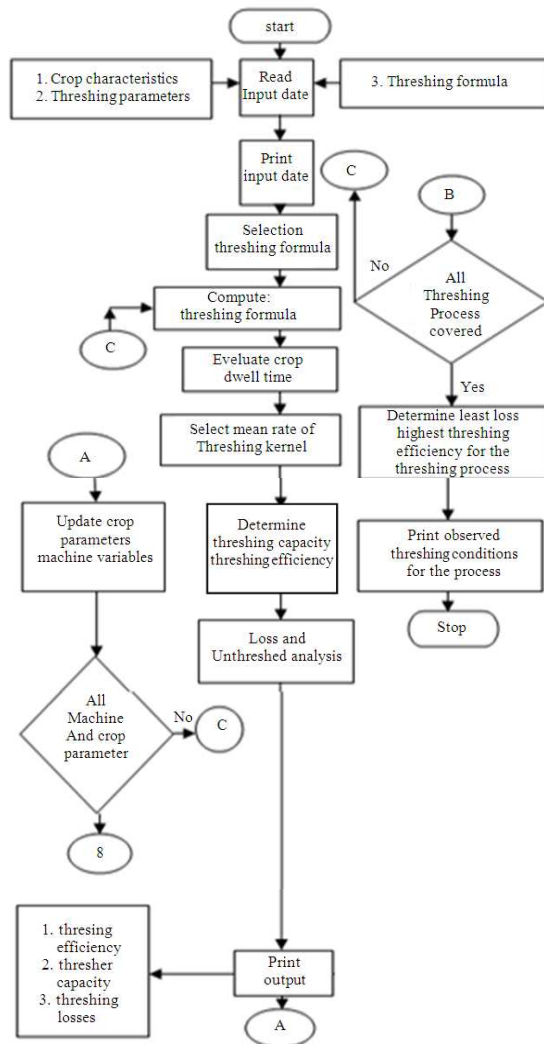 start
1. Crop characteristics
2. Threshing parameters
Read
Input date
3. Threshing formula
Print
input date
C
B
Selection
threshing formula
No
All
Threshing
Process
covered
Compute:
threshing formula
C
Eveluate crop
dwell time
Yes
Select mean rate of
Threshing kernel
Determine least loss
highest threshing
efficiency for the
threshing process
A
Update crop
parameters
machine variables
Determine
threshing capacity
threshing efficiency
Print observed
threshing conditions
for the process
Stop
Loss and
Unthreshed analysis
All
Machine
And crop
parameter
No
C
8
1. thresing
efficiency
2. thresher
capacity
3. threshing
losses
Print
output
A